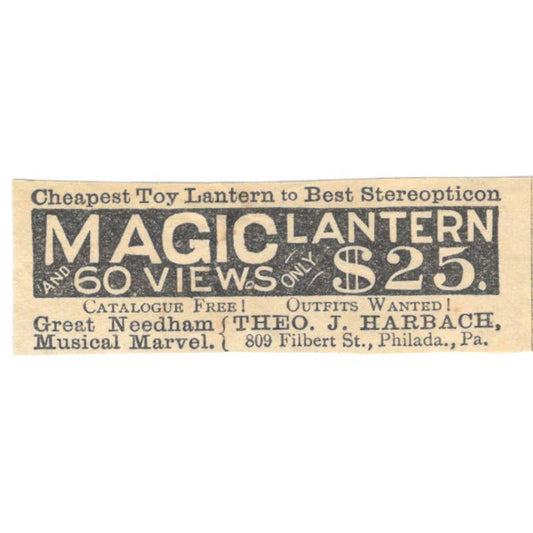 Cheapest Toy Lantern to Best Stereopticon
MAGIC LANTERN
AND 60 VIEWS ONLY $25.
CATALOGUE FREE! OUTFITS WANTED!
Great Needham { THEO. J. HARBACH,
Musical Marvel. { 809 Filbert St., Philada., Pa.